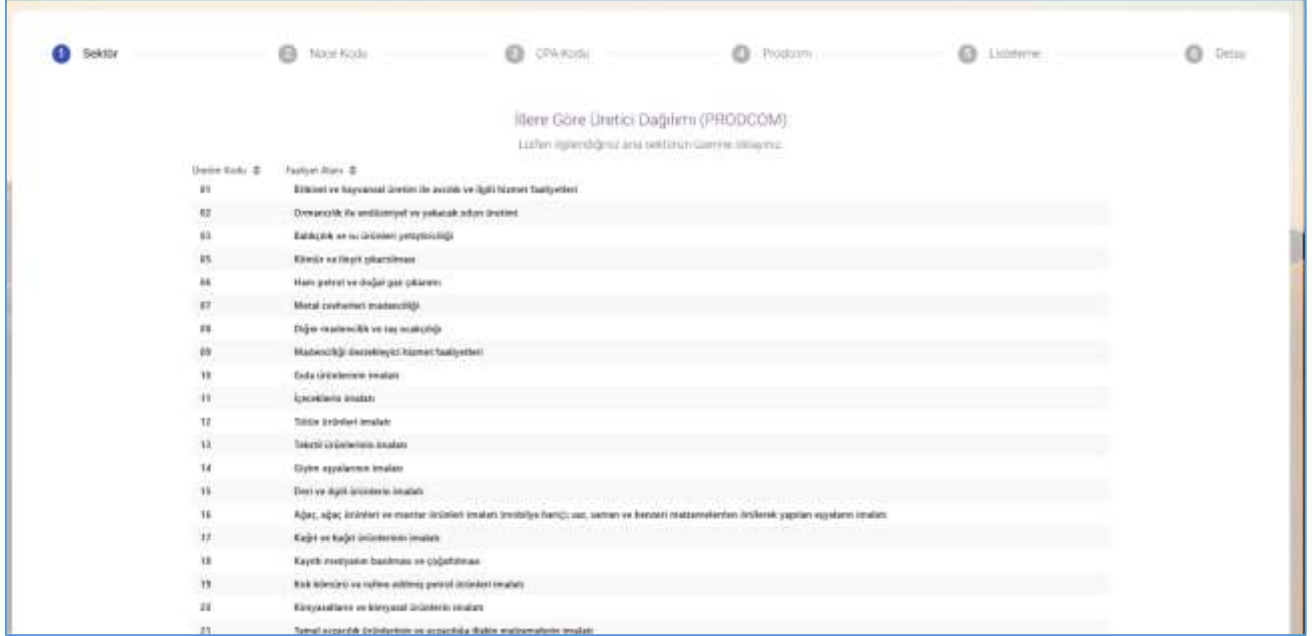 1 Sektör 2 Nace Kodu 3 CPA Kodu 4 Prodcom 5 Listeleme 6 Detay
İllere Göre Üretici Dağılımı (PRODCOM)
Lütfen ilgilendiğiniz ana sektörün üzerine tıklayınız.
Üretim Kodu Faaliyet Alanı
01 Bitkisel ve hayvansal üretim ile avcılık ve ilgili hizmet faaliyetleri
02 Ormancılık ile endüstriyel ve yakacak odun üretimi
03 Balıkçılık ve su ürünleri yetiştiriciliği
05 Kömür ve linyit çıkartılması
06 Ham petrol ve doğal gaz çıkarımı
07 Metal cevherleri madenciliği
08 Diğer madencilik ve taş ocakçılığı
09 Madenciliği destekleyici hizmet faaliyetleri
10 Gıda ürünlerinin imalatı
11 İçeceklerin imalatı
12 Tütün ürünleri imalatı
13 Tekstil ürünlerinin imalatı
14 Giyim eşyalarının imalatı
15 Deri ve ilgili ürünlerin imalatı
16 Ağaç, ağaç ürünleri ve mantar ürünleri imalatı (mobilya hariç); saz, saman ve benzeri malzemelerden örülerek yapılan eşyaların imalatı
17 Kağıt ve kağıt ürünlerinin imalatı
18 Kayıtlı medyanın basılması ve çoğaltılması
19 Kok kömürü ve rafine edilmiş petrol ürünleri imalatı
20 Kimyasalların ve kimyasal ürünlerin imalatı
21 Temel eczacılık ürünlerinin ve eczacılığa ilişkin malzemelerin imalatı